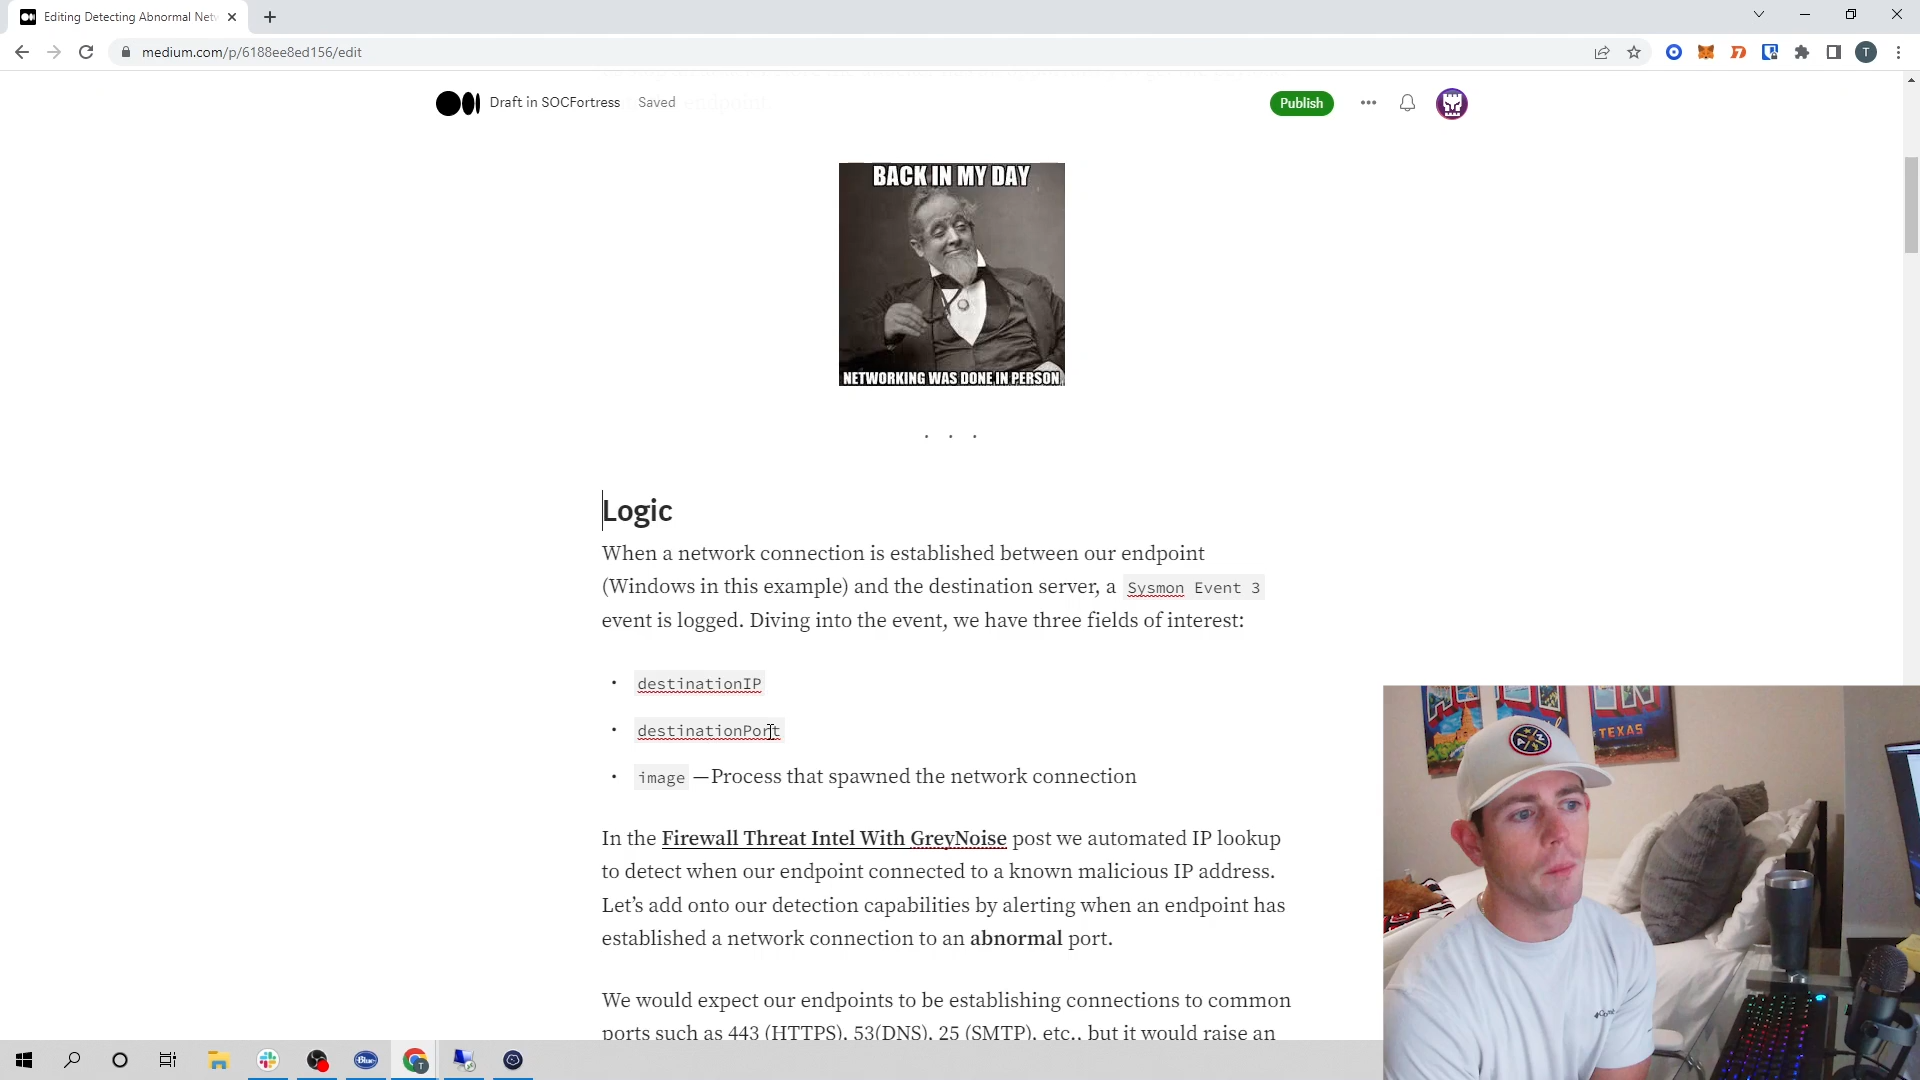 Editing Detecting Abnormal Netw
medium.com/p/6188ee8ed156/edit
T
Draft in SOCFortress
Saved
endpoint
Publish
BACK IN MY DAY
NETWORKING WAS DONE IN PERSON
Logic
When a network connection is established between our endpoint
(Windows in this example) and the destination server, a Sysmon Event 3
event is logged. Diving into the event, we have three fields of interest:
destinationIP
destinationPort
image —Process that spawned the network connection
In the Firewall Threat Intel With GreyNoise post we automated IP lookup
to detect when our endpoint connected to a known malicious IP address.
Let’s add onto our detection capabilities by alerting when an endpoint has
established a network connection to an abnormal port.
We would expect our endpoints to be establishing connections to common
ports such as 443 (HTTPS), 53(DNS), 25 (SMTP), etc., but it would raise an
TEXAS
Blue